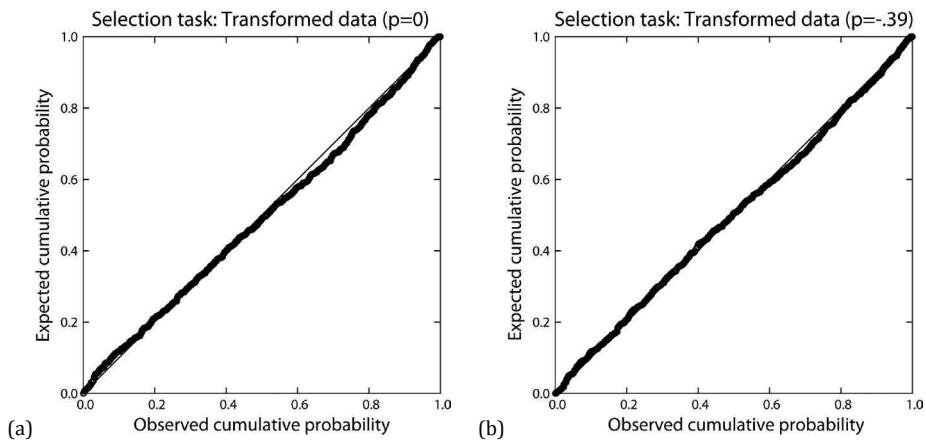 Selection task: Transformed data (p=0)
1.0
0.8
0.6
0.4
0.2
0.0
0.0 0.2 0.4 0.6 0.8 1.0
Expected cumulative probability
Observed cumulative probability
(a)
Selection task: Transformed data (p=-.39)
1.0
0.8
0.6
0.4
0.2
0.0
0.0 0.2 0.4 0.6 0.8 1.0
Expected cumulative probability
Observed cumulative probability
(b)